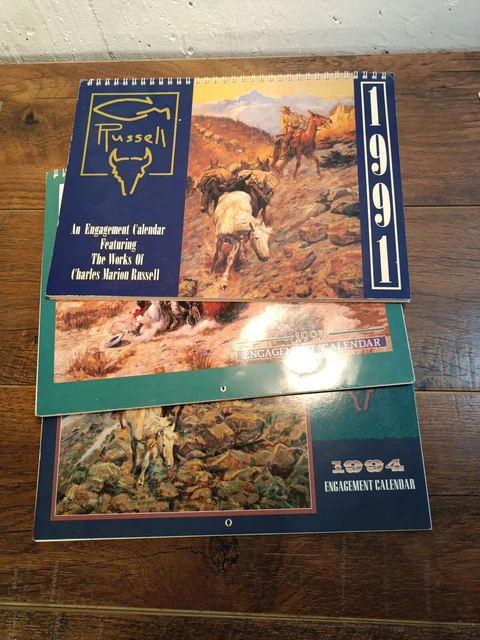 CM Russell
1991
An Engagement Calendar
Featuring
The Works Of
Charles Marion Russell
ENGAGEMENT CALENDAR
1994
ENGAGEMENT CALENDAR